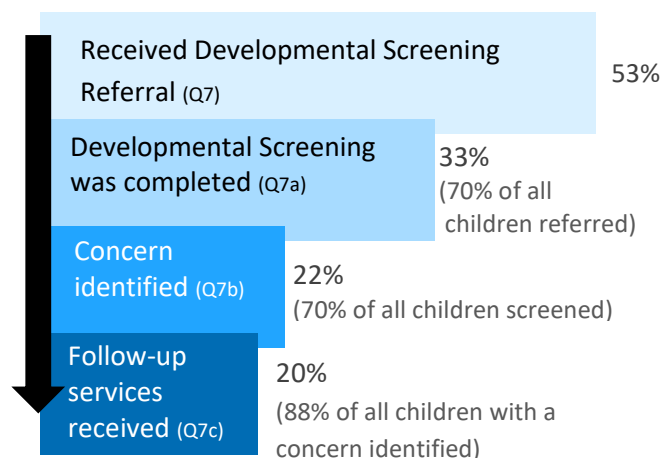 Received Developmental Screening
Referral (Q7)
53%
Developmental Screening
was completed (Q7a)
33%
(70% of all
children referred)
Concern
identified (Q7b)
22%
(70% of all children screened)
Follow-up
services
received (Q7c)
20%
(88% of all children with a
concern identified)